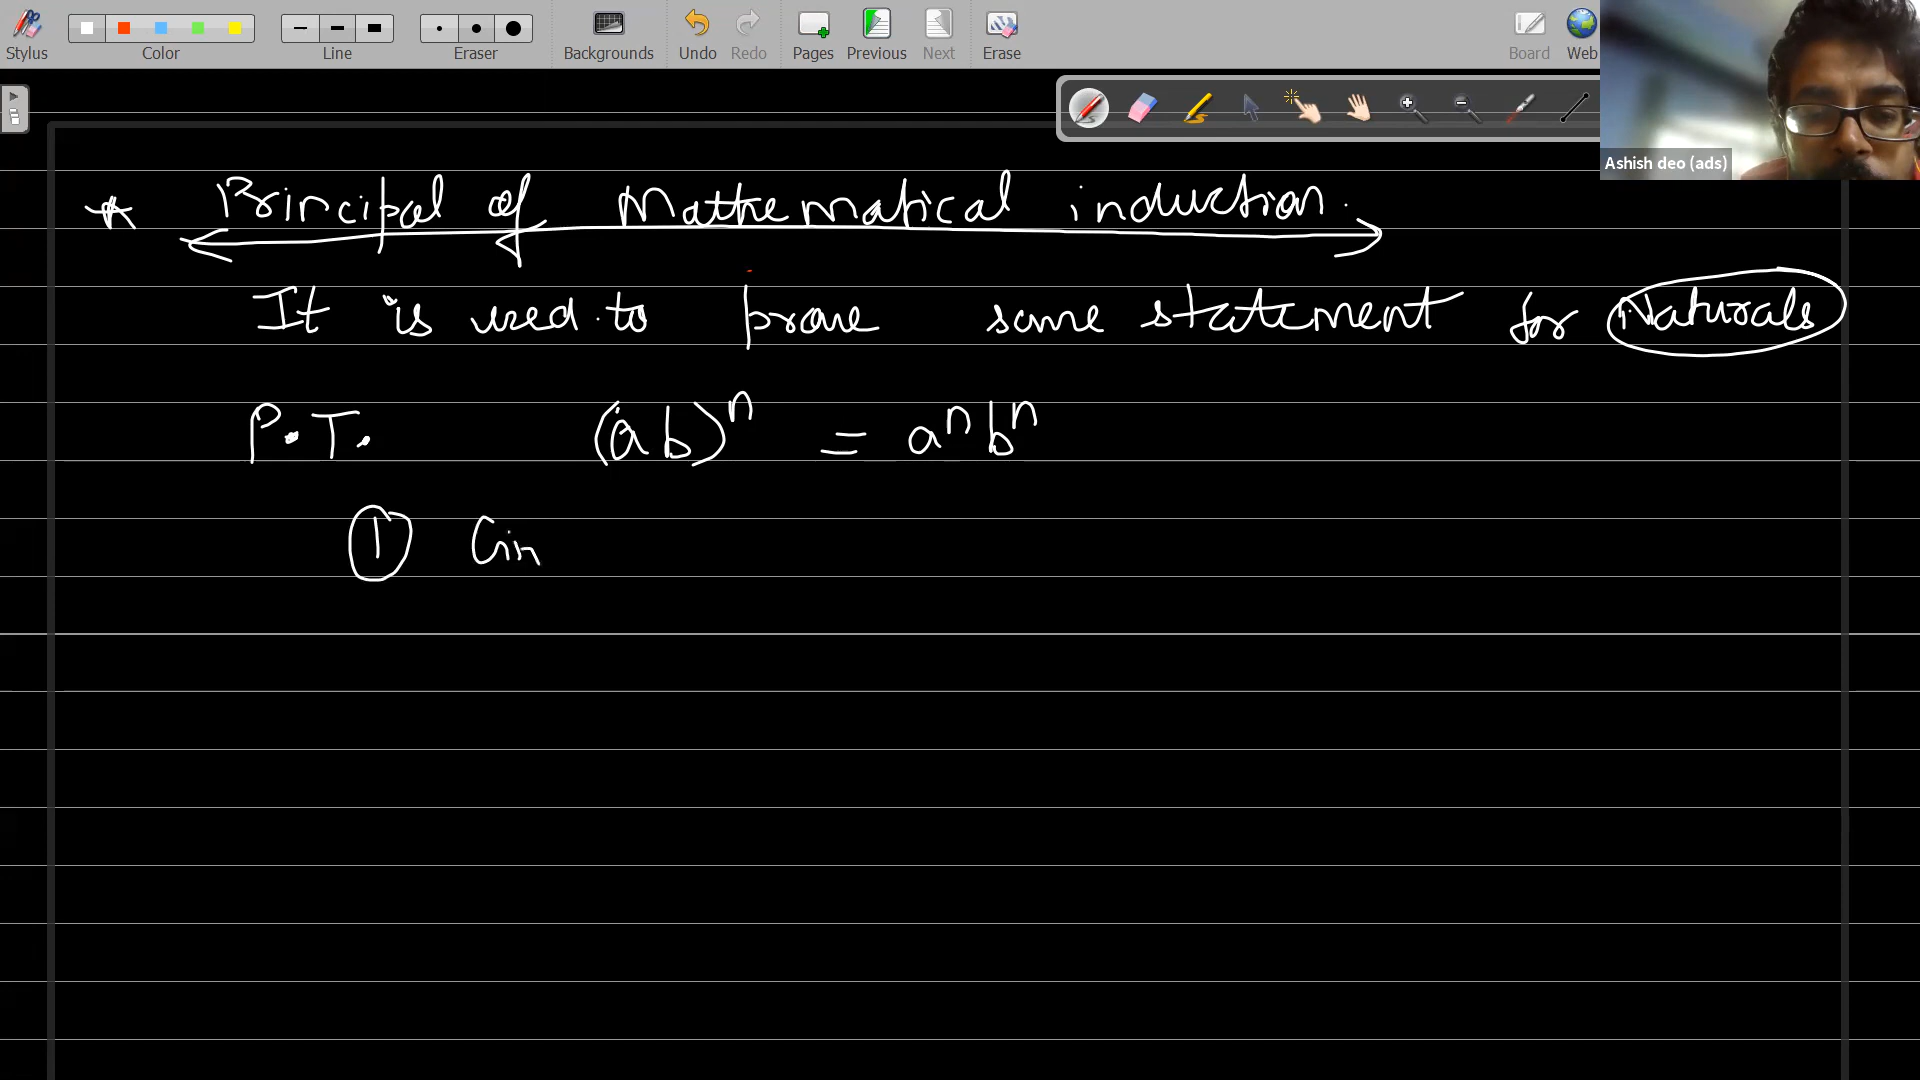 Stylus Color Line Eraser Backgrounds Undo Redo Pages Previous Next Erase Board Web
Ashish deo (ads)
Principal of Mathematical induction.
It is used to prove some statement for Naturals
P.T. (ab)ⁿ = aⁿbⁿ
1